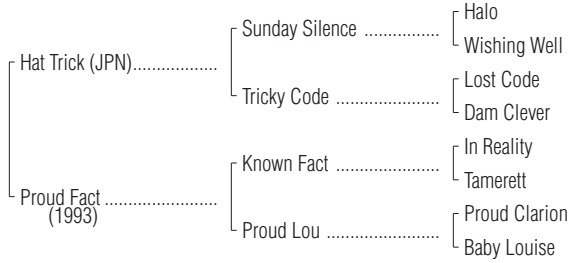 Halo
Sunday Silence ..................
Wishing Well
Hat Trick (JPN)...................
Lost Code
Tricky Code .........................
Dam Clever
In Reality
Known Fact .........................
Tamerett
Proud Fact .........................
(1993)
Proud Clarion
Proud Lou ...........................
Baby Louise